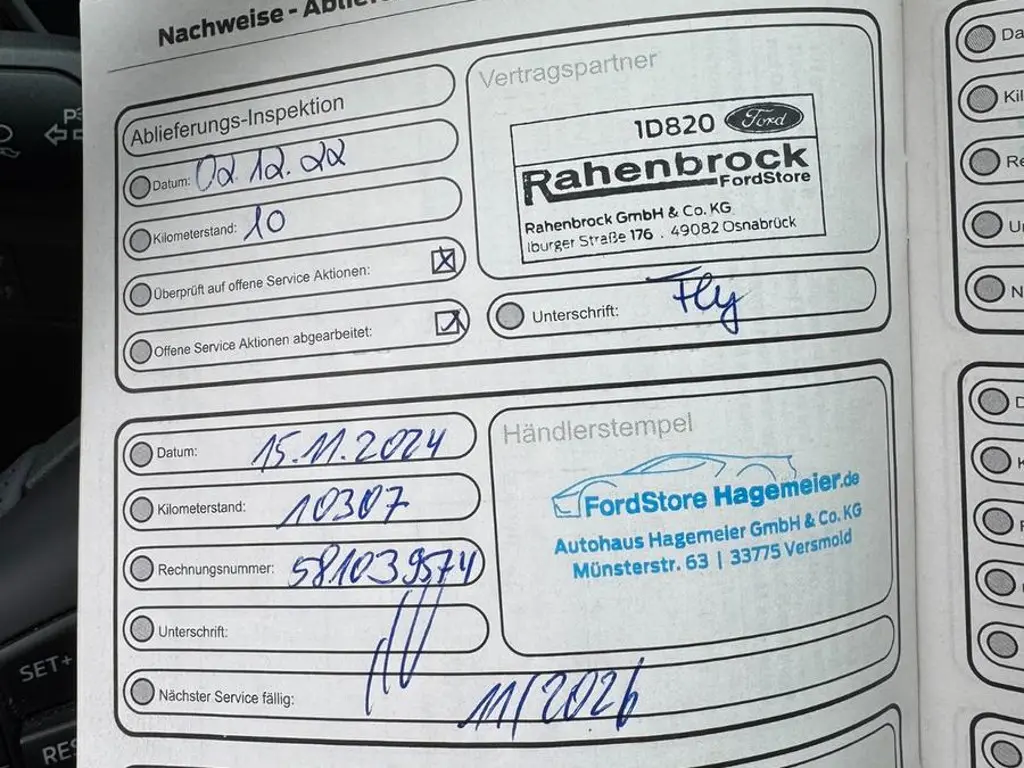 Nachweise -
Ablieferungs-Inspektion
Datum: 02.12.22
Kilometerstand: 10
Überprüft auf offene Service Aktionen:
Offene Service Aktionen abgearbeitet:
Vertragspartner
1D820 Ford
Rahenbrock
FordStore
Rahenbrock GmbH & Co. KG
Iburger Straße 176 . 49082 Osnabrück
Unterschrift:
Datum: 15.11.2024
Kilometerstand: 10307
Rechnungsnummer: 581039574
Unterschrift:
Nächster Service fällig: 11/2026
Händlerstempel
FordStore Hagemeier.de
Autohaus Hagemeier GmbH & Co. KG
Münsterstr. 63 | 33775 Versmold
SET+